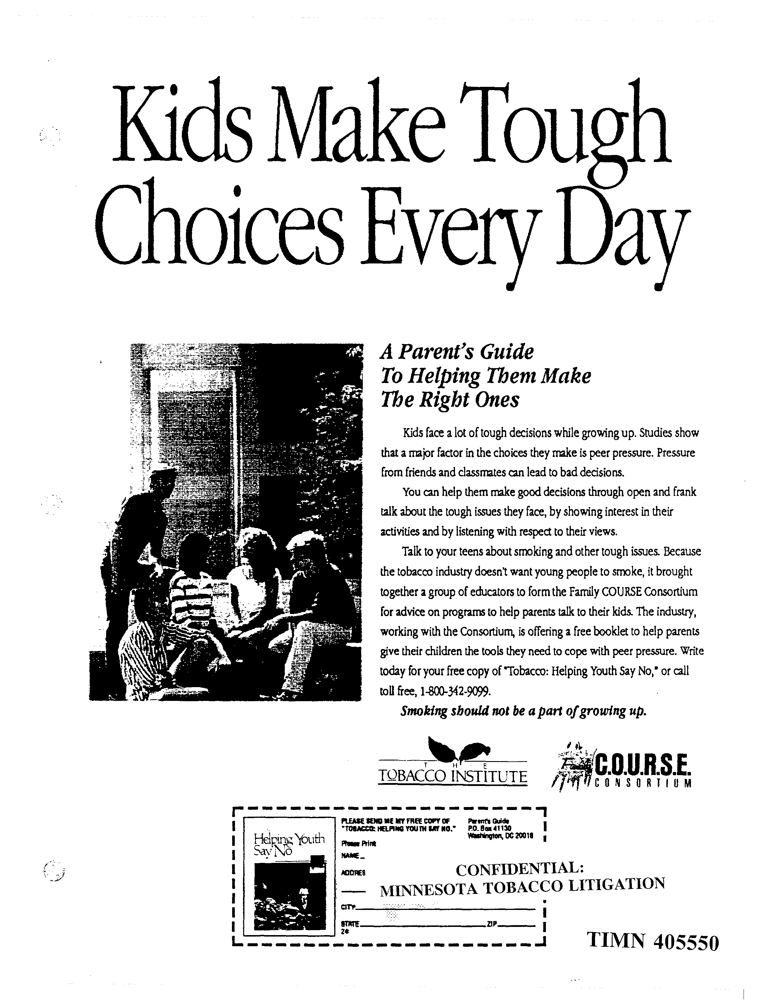 Kids Make Tough
Choices Every Day
A Parent's Guide
To Helping Them Make
The Right Ones
Kids face a lot of tough decisions while growing up. Studies show
that a major factor in the choices they make is peer pressure. Pressure
from friends and classmates can lead to bad decisions.
You can help them make good decisions through open and frank
talk about the tough issues they face, by showing interest in their
activities and by listening with respect to their views.
Talk to your teens about smoking and other tough issues. Because
the tobacco industry doesn't want young people to smoke, it brought
together a group of educators to form the Family COURSE Consortium
for advice on programs to help parents talk to their kids. The industry,
working with the Consortium, is offering a free booklet to help parents
give their children the tools they need to cope with peer pressure. Write
today for your free copy of "Tobacco: Helping Youth Say No," or call
toll free, 1-800-342-9099.
Smoking should not be a part of growing up.
THE
TOBACCO INSTITUTE
Family
C.O.U.R.S.E.
CONSORTIUM
Helping Youth
Say No
PLEASE SEND ME MY FREE COPY OF
"TOBACCO: HELPING YOUTH SAY NO."
Parent's Guide
P.O. Box 41130
Washington, DC 20018
Please Print
NAME
ADDRES
CITY
STATE ZIP
26
CONFIDENTIAL:
MINNESOTA TOBACCO LITIGATION
TIMN 405550